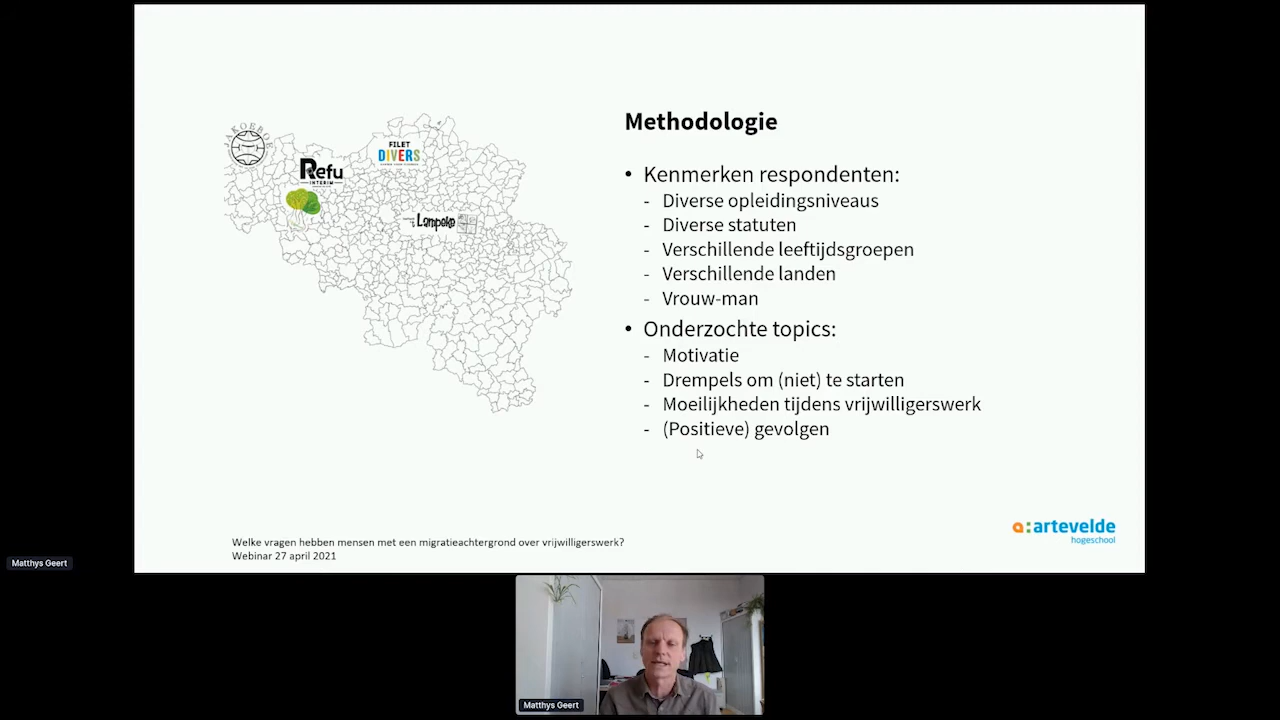 JAKOEBOE
Refu
INTERIM
FILET
DIVERS
't Lampeke
Methodologie
• Kenmerken respondenten:
- Diverse opleidingsniveaus
- Diverse statuten
- Verschillende leeftijdsgroepen
- Verschillende landen
- Vrouw-man
• Onderzochte topics:
- Motivatie
- Drempels om (niet) te starten
- Moeilijkheden tijdens vrijwilligerswerk
- (Positieve) gevolgen
Welke vragen hebben mensen met een migratieachtergrond over vrijwilligerswerk?
Webinar 27 april 2021
a:artevelde
hogeschool
Matthys Geert
Matthys Geert